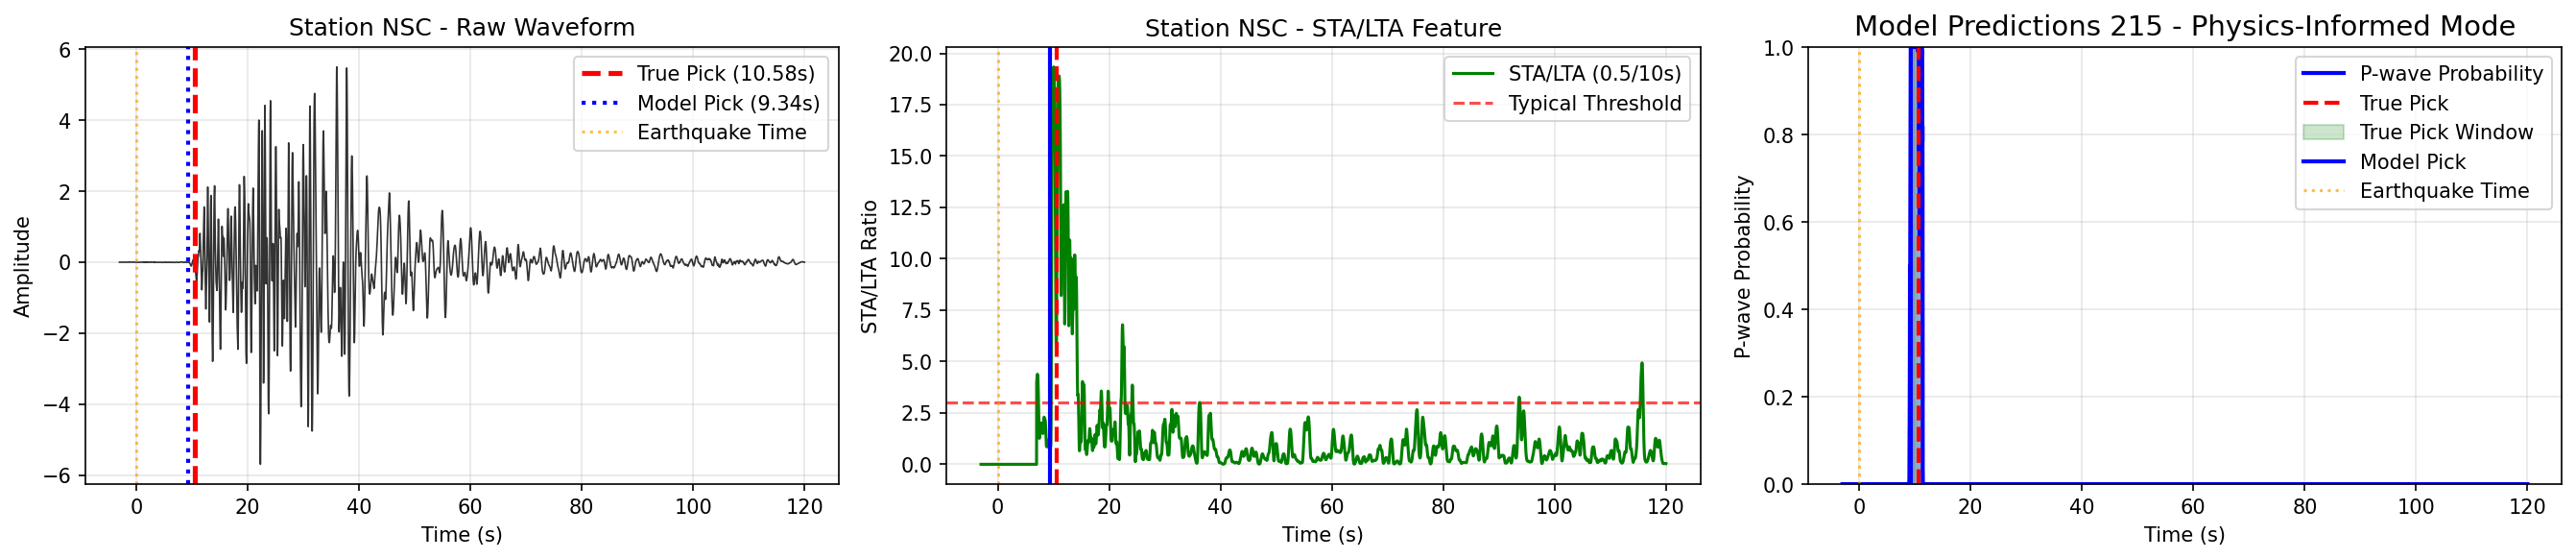 Station NSC - Raw Waveform
6
4
2
0
−2
−4
−6
Amplitude
0
20
40
60
80
100
120
Time (s)
True Pick (10.58s)
Model Pick (9.34s)
Earthquake Time
Station NSC - STA/LTA Feature
20.0
17.5
15.0
12.5
10.0
7.5
5.0
2.5
0.0
STA/LTA Ratio
0
20
40
60
80
100
120
Time (s)
STA/LTA (0.5/10s)
Typical Threshold
Model Predictions 215 - Physics-Informed Mode
1.0
0.8
0.6
0.4
0.2
0.0
P-wave Probability
0
20
40
60
80
100
120
Time (s)
P-wave Probability
True Pick
True Pick Window
Model Pick
Earthquake Time